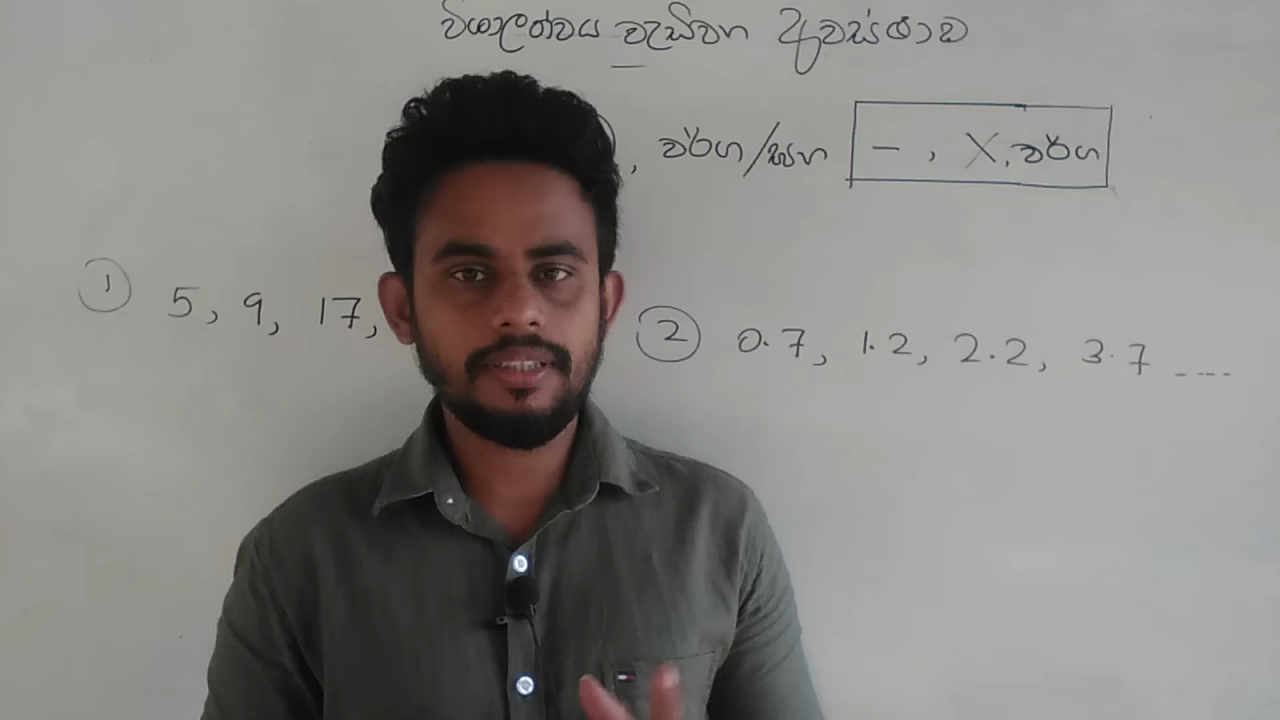 විශාලත්වය වැඩිවන අවස්ථාව
, වර්ග/ඝන − , X, වර්ග
① 5, 9, 17,
② 0.7, 1.2, 2.2, 3.7 ----